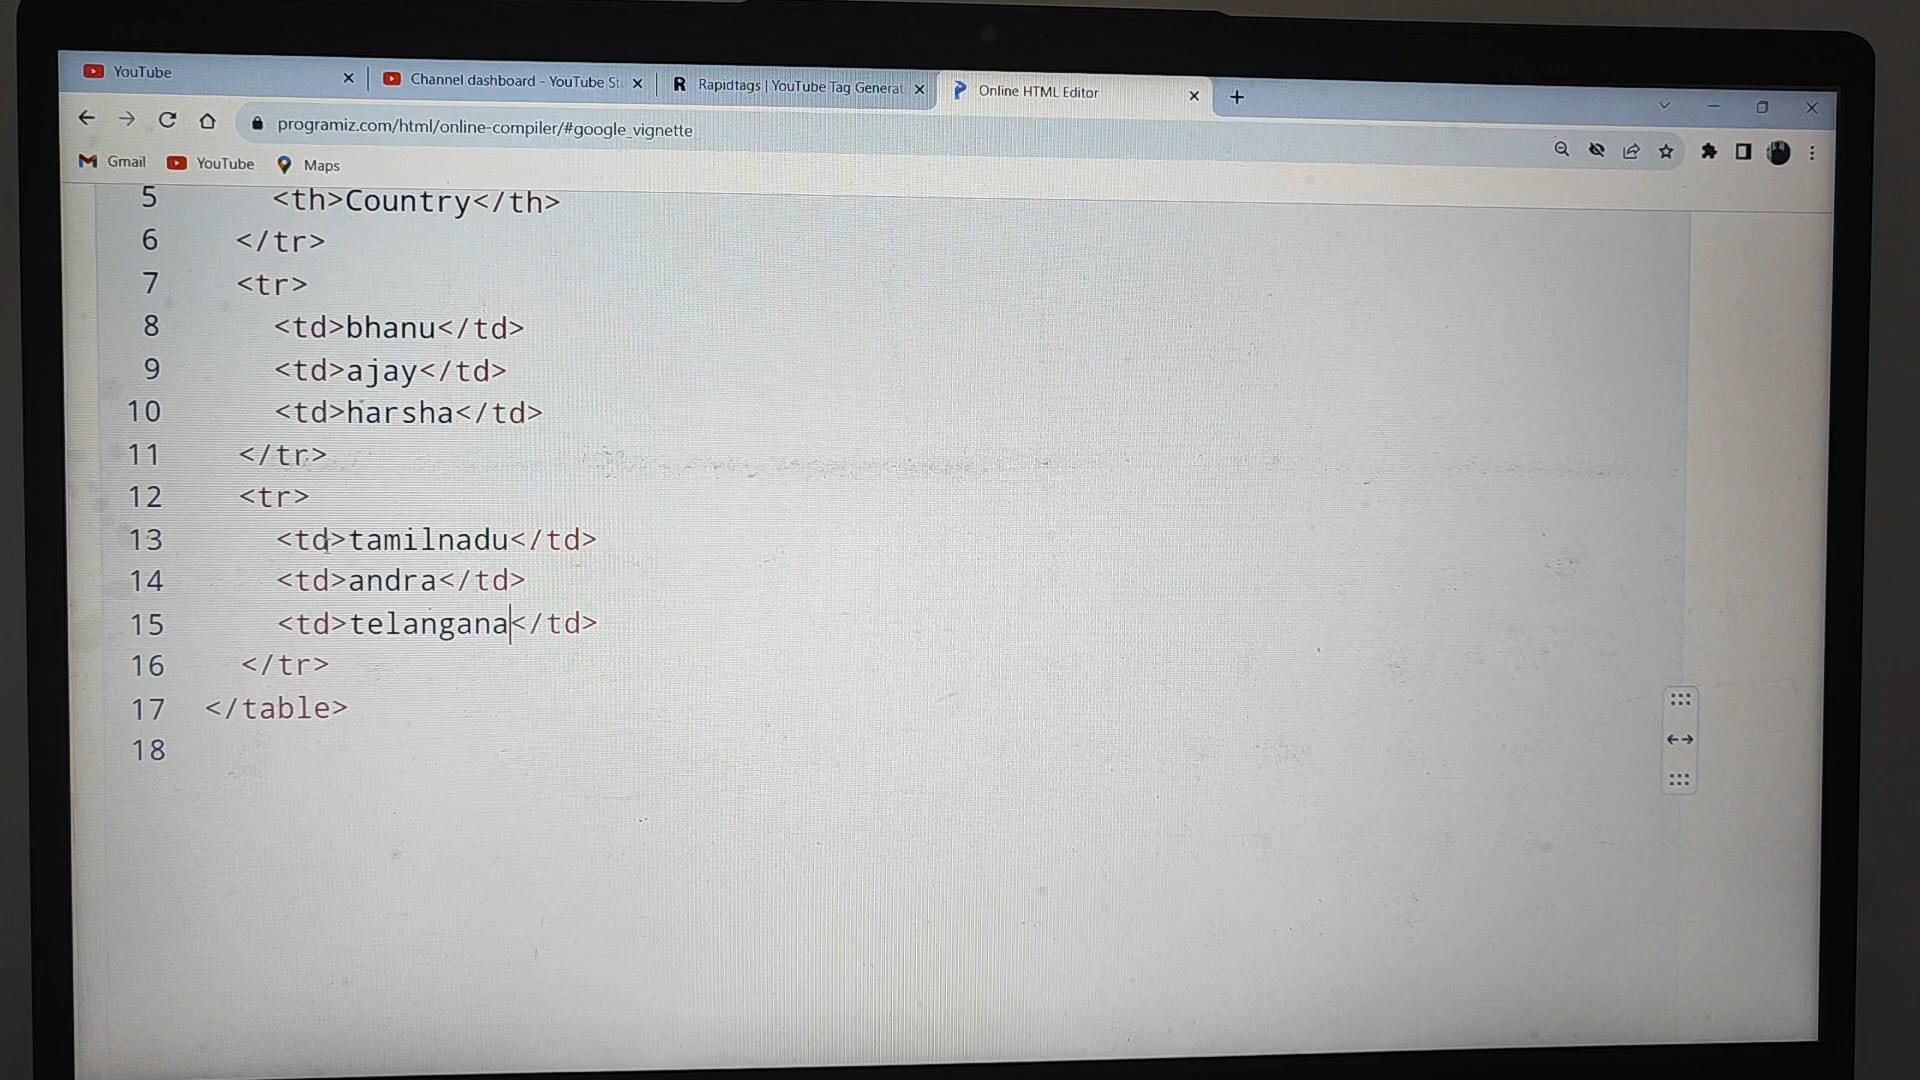 YouTube
Channel dashboard - YouTube St
Rapidtags | YouTube Tag Generat
Online HTML Editor
programiz.com/html/online-compiler/#google_vignette
Gmail
YouTube
Maps
5 <th>Country</th>
6 </tr>
7 <tr>
8 <td>bhanu</td>
9 <td>ajay</td>
10 <td>harsha</td>
11 </tr>
12 <tr>
13 <td>tamilnadu</td>
14 <td>andra</td>
15 <td>telangana</td>
16 </tr>
17 </table>
18